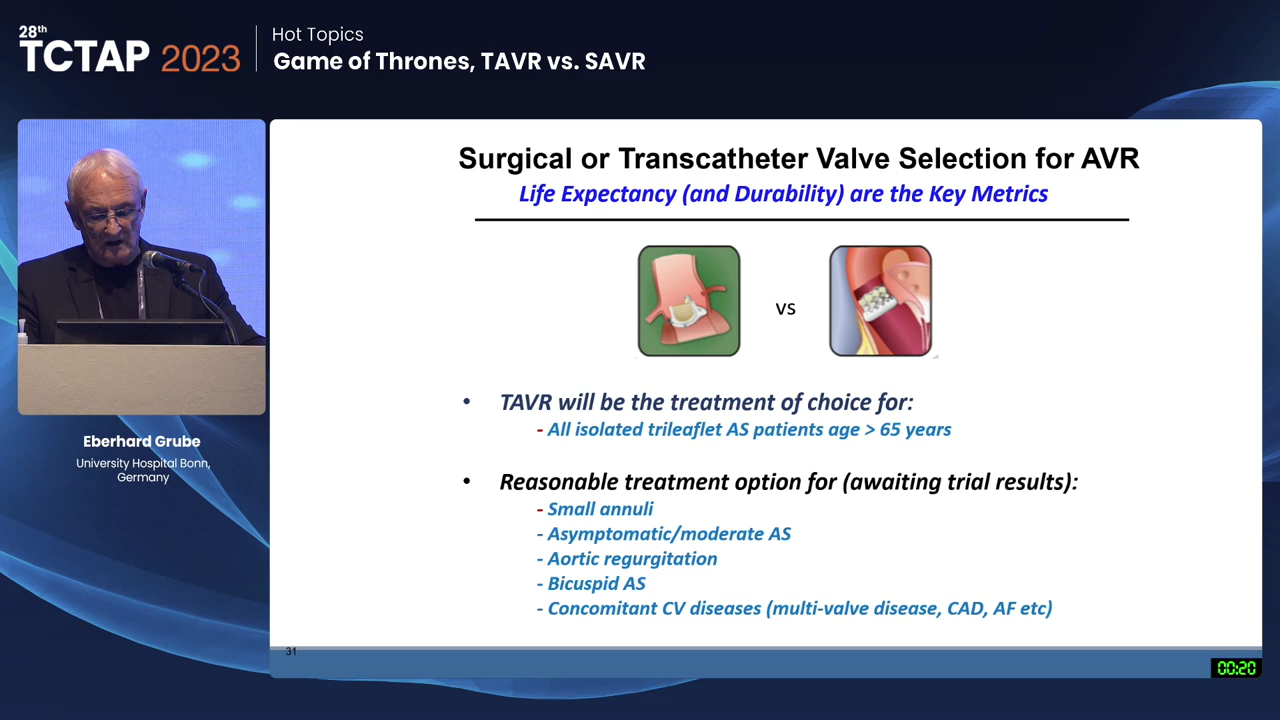 28th
TCTAP 2023
Hot Topics
Game of Thrones, TAVR vs. SAVR
Surgical or Transcatheter Valve Selection for AVR
Life Expectancy (and Durability) are the Key Metrics
vs
• TAVR will be the treatment of choice for:
- All isolated trileaflet AS patients age > 65 years
• Reasonable treatment option for (awaiting trial results):
- Small annuli
- Asymptomatic/moderate AS
- Aortic regurgitation
- Bicuspid AS
- Concomitant CV diseases (multi-valve disease, CAD, AF etc)
Eberhard Grube
University Hospital Bonn,
Germany
31
00:20